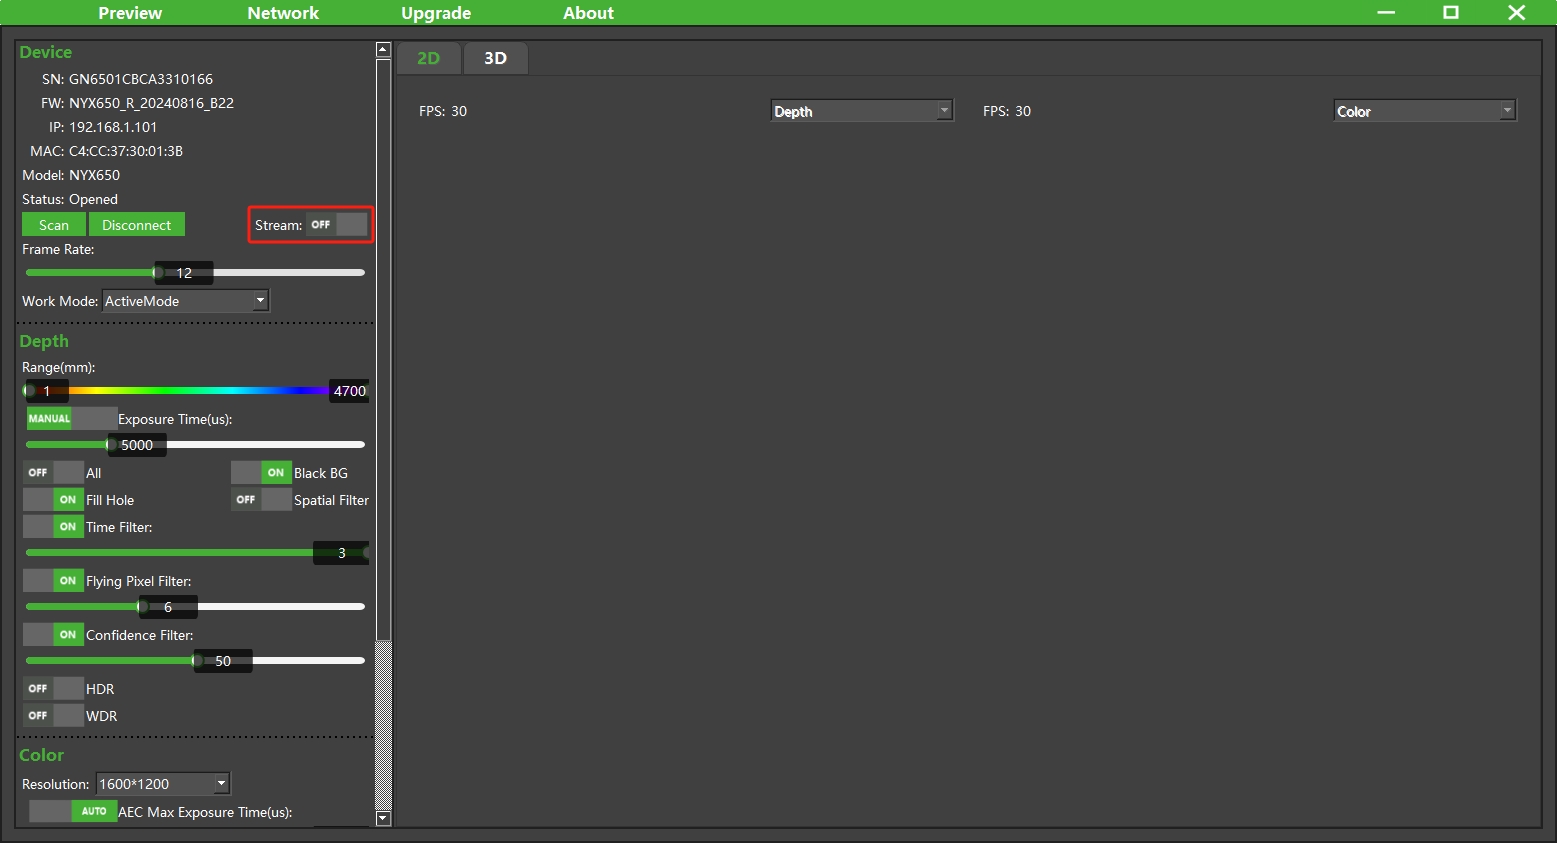 Preview Network Upgrade About
Device
SN: GN6501CBCA3310166
FW: NYX650_R_20240816_B22
IP: 192.168.1.101
MAC: C4:CC:37:30:01:3B
Model: NYX650
Status: Opened
Scan Disconnect Stream: OFF
Frame Rate:
12
Work Mode: ActiveMode
Depth
Range(mm):
1 4700
MANUAL Exposure Time(us):
5000
OFF All ON Black BG
ON Fill Hole OFF Spatial Filter
ON Time Filter:
3
ON Flying Pixel Filter:
6
ON Confidence Filter:
50
OFF HDR
OFF WDR
Color
Resolution: 1600*1200
AUTO AEC Max Exposure Time(us):
2D 3D
FPS: 30 Depth FPS: 30 Color